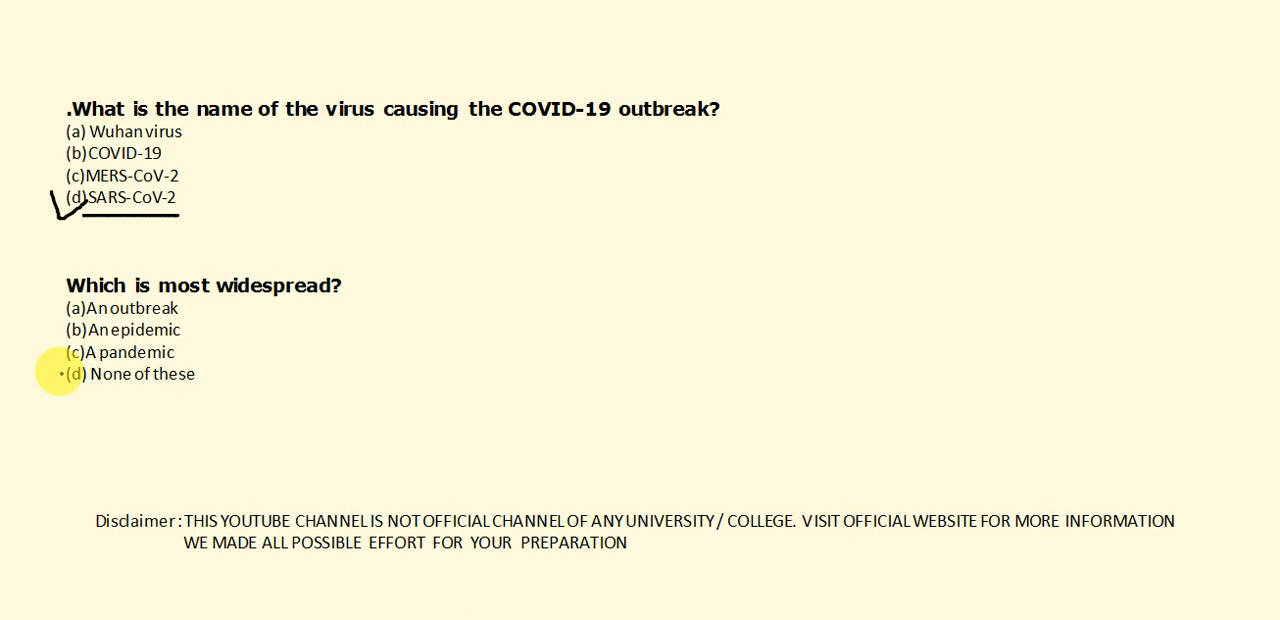 .What is the name of the virus causing the COVID-19 outbreak?
(a) Wuhan virus
(b)COVID-19
(c)MERS-CoV-2
(d)SARS-CoV-2
Which is most widespread?
(a)An outbreak
(b)An epidemic
(c)A pandemic
(d) None of these
Disclaimer : THIS YOUTUBE CHANNEL IS NOT OFFICIAL CHANNEL OF ANY UNIVERSITY / COLLEGE. VISIT OFFICIAL WEBSITE FOR MORE INFORMATION
WE MADE ALL POSSIBLE EFFORT FOR YOUR PREPARATION